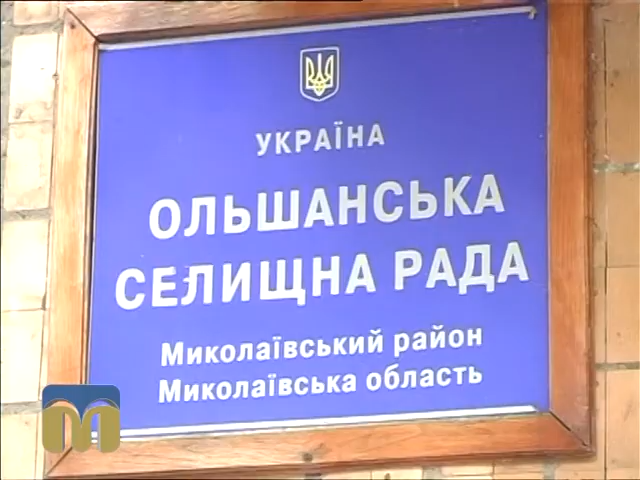 УКРАЇНА
ОЛЬШАНСЬКА
СЕЛИЩНА РАДА
Миколаївський район
Миколаївська область